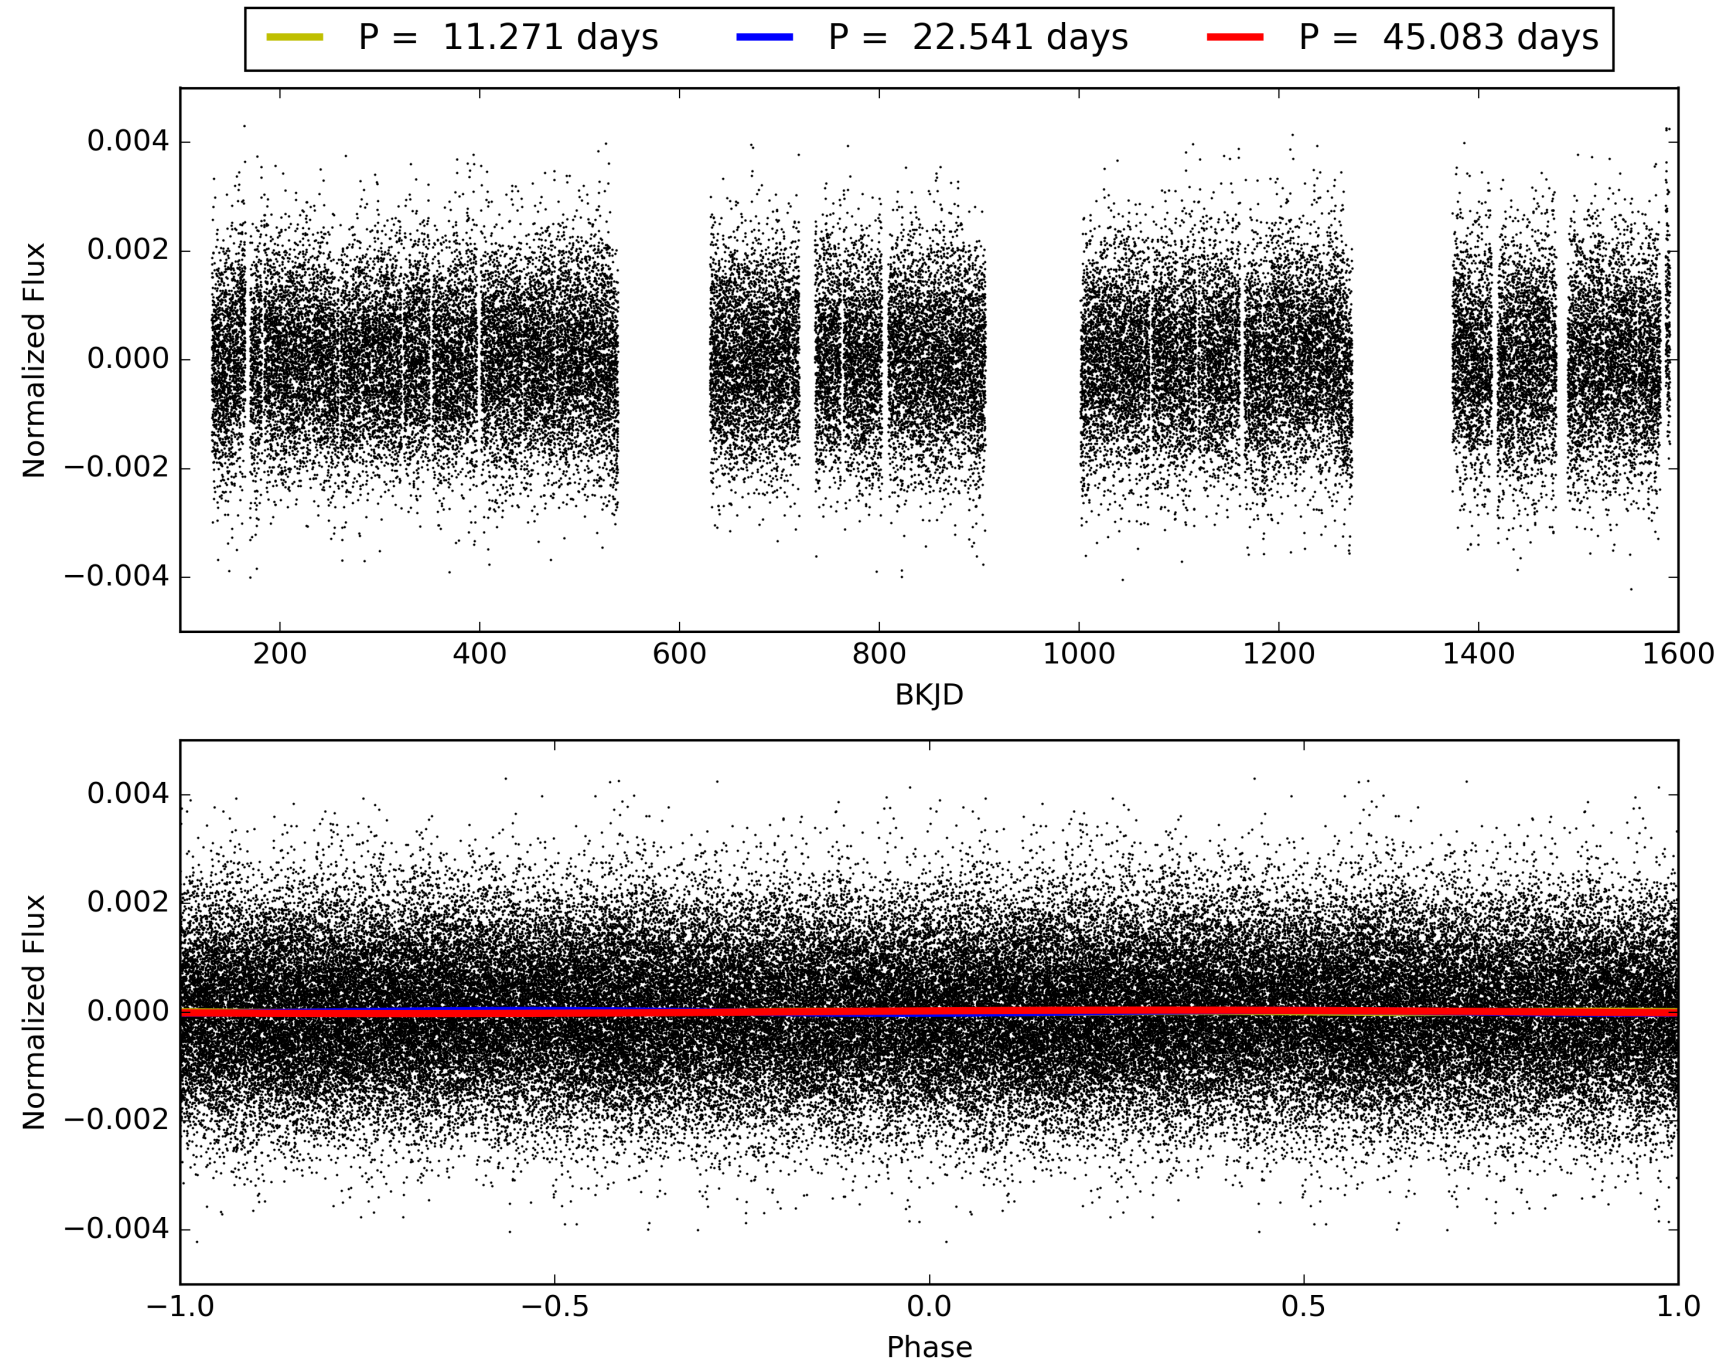 P = 11.271 days P = 22.541 days P = 45.083 days
0.004
0.002
0.000
−0.002
−0.004
Normalized Flux
200 400 600 800 1000 1200 1400 1600
BKJD
0.004
0.002
0.000
−0.002
−0.004
Normalized Flux
−1.0 −0.5 0.0 0.5 1.0
Phase